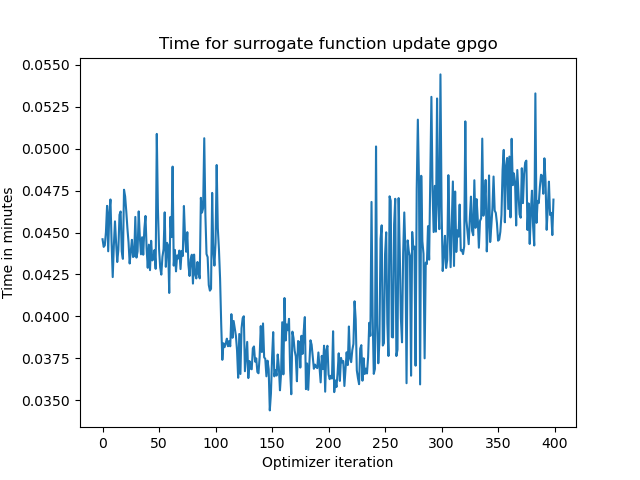 Time for surrogate function update gpgo
0.0550
0.0525
0.0500
0.0475
0.0450
0.0425
0.0400
0.0375
0.0350
Time in minutes
0 50 100 150 200 250 300 350 400
Optimizer iteration